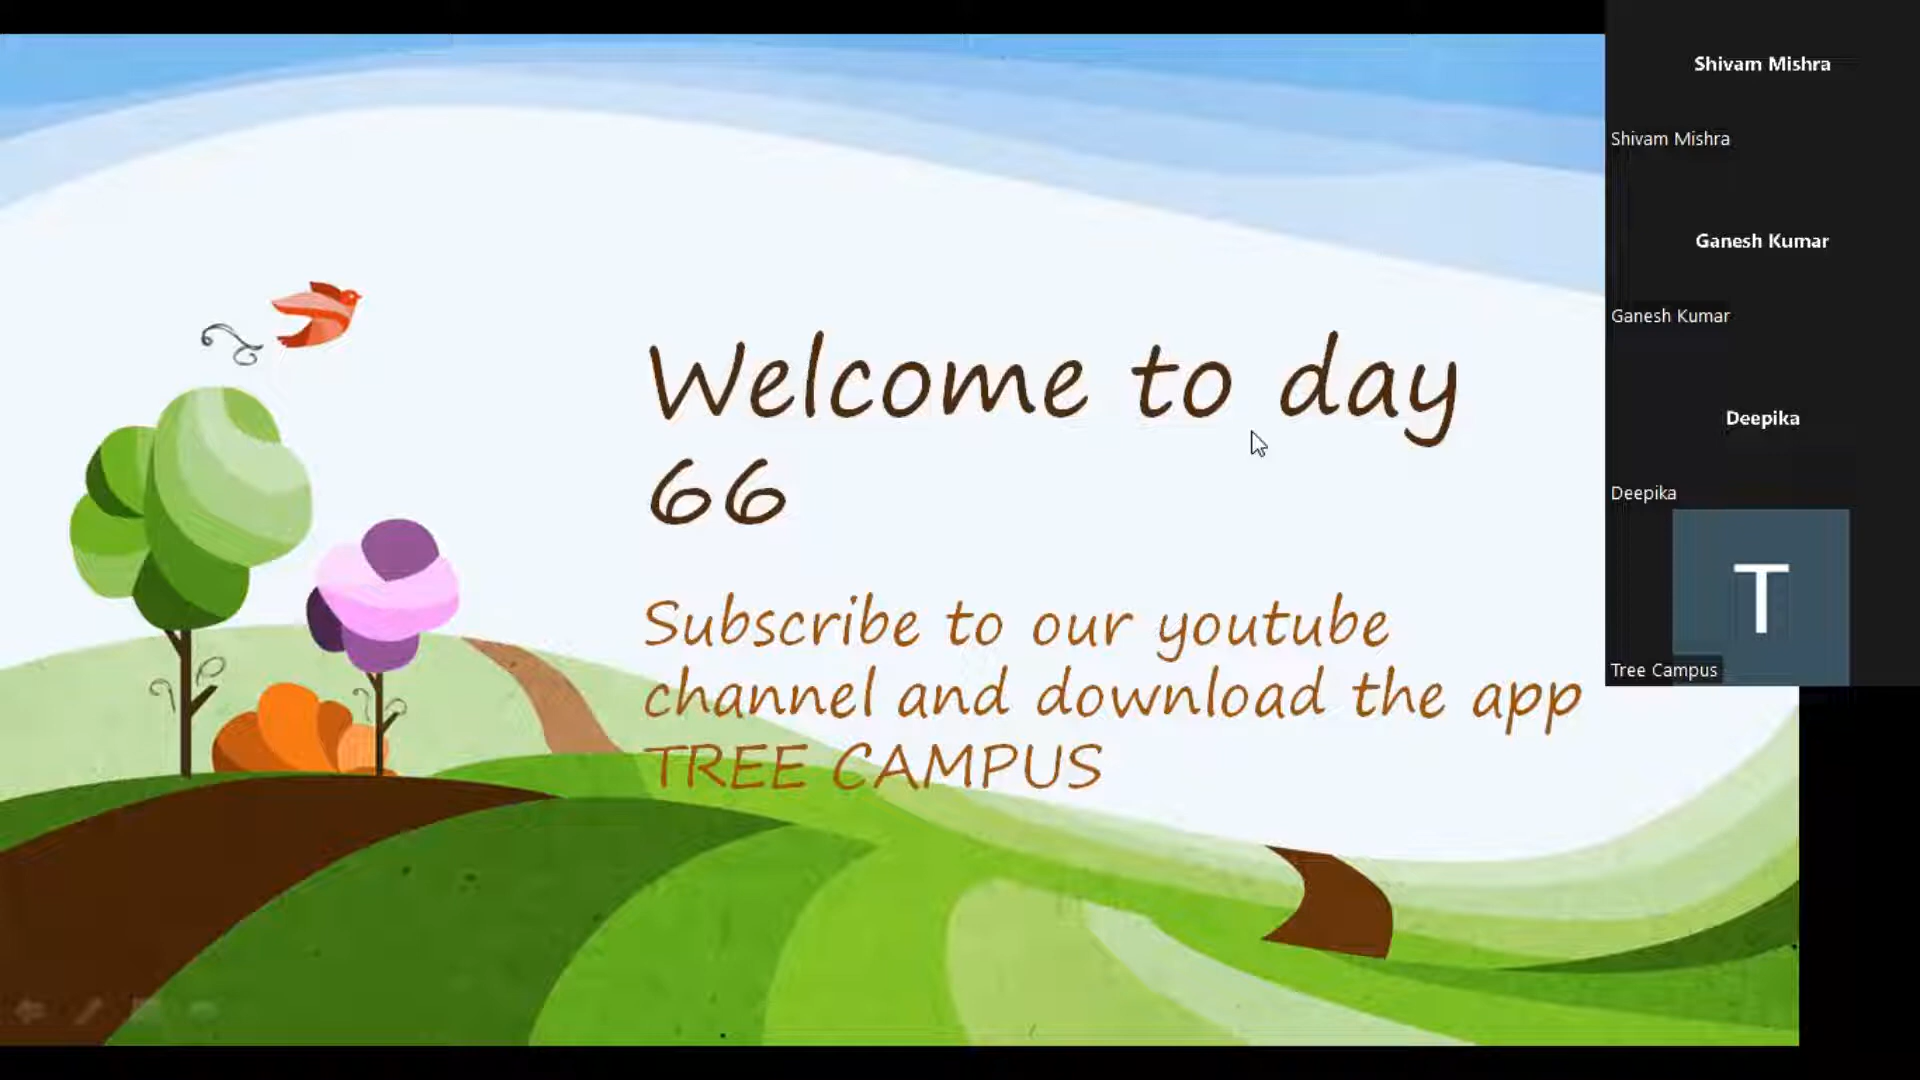 Welcome to day
66
Subscribe to our youtube
channel and download the app
TREE CAMPUS
Shivam Mishra
Shivam Mishra
Ganesh Kumar
Ganesh Kumar
Deepika
Deepika
T
Tree Campus